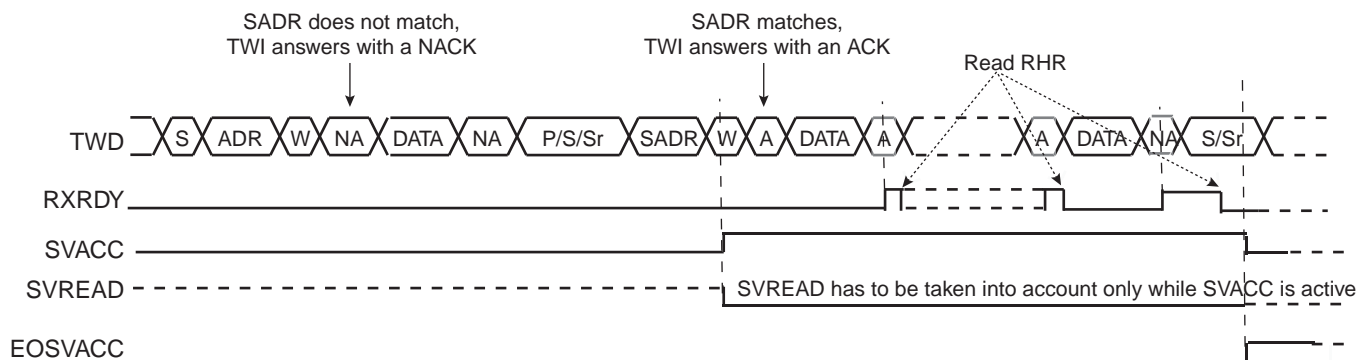 SADR does not match,
TWI answers with a NACK
SADR matches,
TWI answers with an ACK
Read RHR
TWD S ADR W NA DATA NA P/S/Sr SADR W A DATA A A DATA NA S/Sr
RXRDY
SVACC
SVREAD SVREAD has to be taken into account only while SVACC is active
EOSVACC